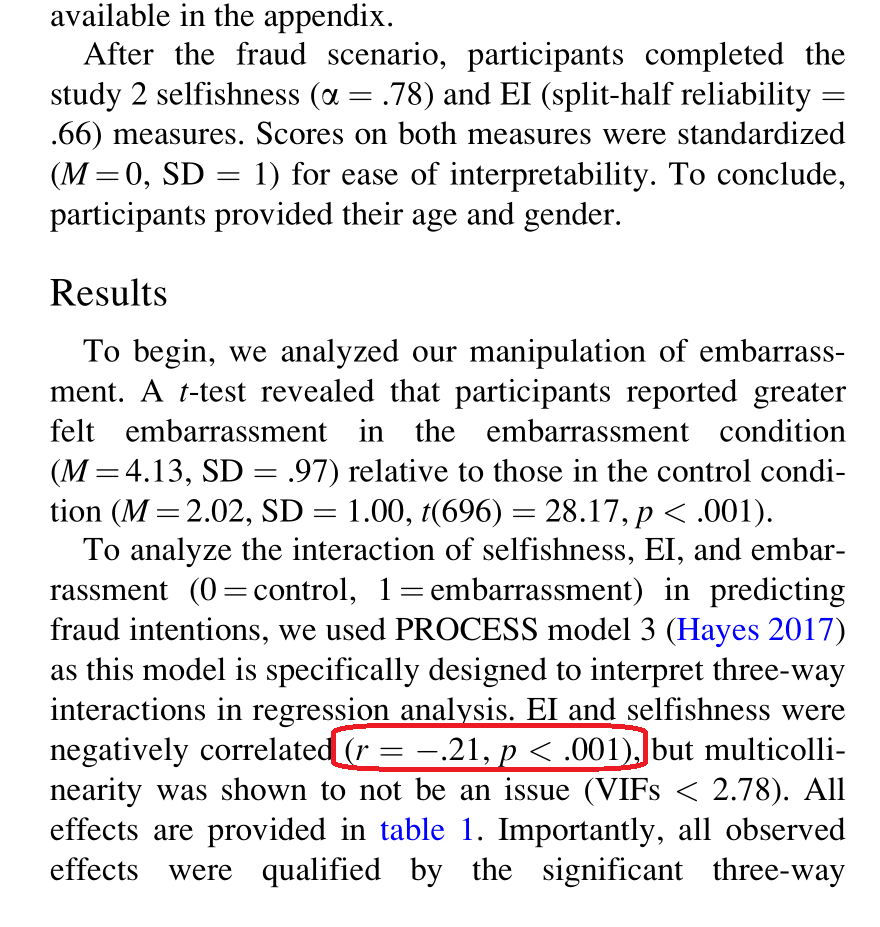 available in the appendix.
After the fraud scenario, participants completed the
study 2 selfishness (α = .78) and EI (split-half reliability =
.66) measures. Scores on both measures were standardized
(M = 0, SD = 1) for ease of interpretability. To conclude,
participants provided their age and gender.
Results
To begin, we analyzed our manipulation of embarrass-
ment. A t-test revealed that participants reported greater
felt embarrassment in the embarrassment condition
(M = 4.13, SD = .97) relative to those in the control condi-
tion (M = 2.02, SD = 1.00, t(696) = 28.17, p < .001).
To analyze the interaction of selfishness, EI, and embar-
rassment (0 = control, 1 = embarrassment) in predicting
fraud intentions, we used PROCESS model 3 (Hayes 2017)
as this model is specifically designed to interpret three-way
interactions in regression analysis. EI and selfishness were
negatively correlated (r = −.21, p < .001), but multicolli-
nearity was shown to not be an issue (VIFs < 2.78). All
effects are provided in table 1. Importantly, all observed
effects were qualified by the significant three-way